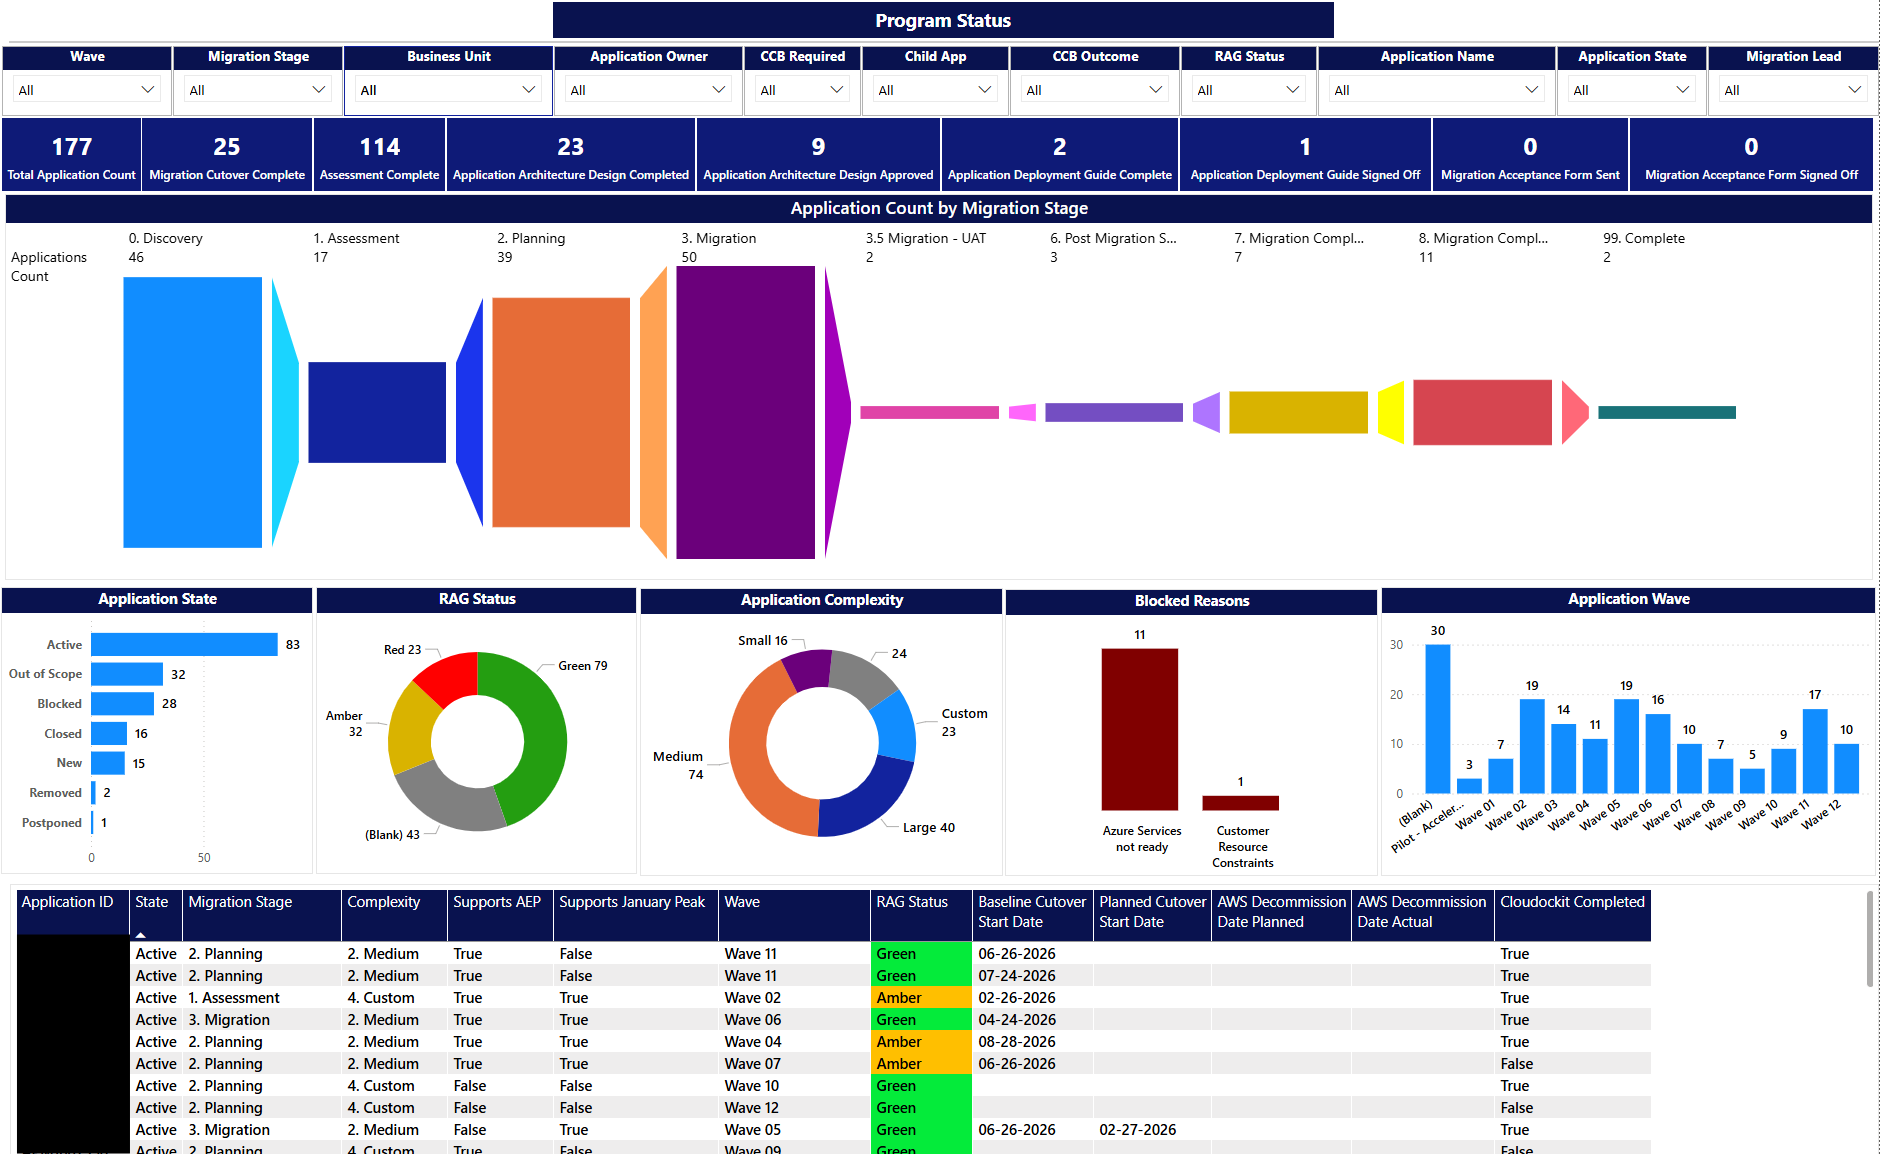 Program Status
Wave Migration Stage Business Unit Application Owner CCB Required Child App CCB Outcome RAG Status Application Name Application State Migration Lead
All All All All All All All All All All All
177 25 114 23 9 2 1 0 0
Total Application Count Migration Cutover Complete Assessment Complete Application Architecture Design Completed Application Architecture Design Approved Application Deployment Guide Complete Application Deployment Guide Signed Off Migration Acceptance Form Sent Migration Acceptance Form Signed Off
Application Count by Migration Stage
0. Discovery 1. Assessment 2. Planning 3. Migration 3.5 Migration - UAT 6. Post Migration S... 7. Migration Compl... 8. Migration Compl... 99. Complete
Applications 46 17 39 50 2 3 7 11 2
Count
Application State
Active 83
Out of Scope 32
Blocked 28
Closed 16
New 15
Removed 2
Postponed 1
0 50
RAG Status
Red 23
Green 79
Amber
32
(Blank) 43
Application Complexity
Small 16
24
Custom
23
Medium
74
Large 40
Blocked Reasons
11
1
Azure Services
not ready
Customer
Resource
Constraints
Application Wave
30
20
10
0
30 3 7 19 14 11 19 16 10 7 5 9 17 10
(Blank) Pilot - Acceler... Wave 01 Wave 02 Wave 03 Wave 04 Wave 05 Wave 06 Wave 07 Wave 08 Wave 09 Wave 10 Wave 11 Wave 12
Application ID State Migration Stage Complexity Supports AEP Supports January Peak Wave RAG Status Baseline Cutover Planned Cutover AWS Decommission AWS Decommission Cloudockit Completed
Start Date Start Date Date Planned Date Actual
Active 2. Planning 2. Medium True False Wave 11 Green 06-26-2026 True
Active 2. Planning 2. Medium True False Wave 11 Green 07-24-2026 True
Active 1. Assessment 4. Custom True True Wave 02 Amber 02-26-2026 True
Active 3. Migration 2. Medium True True Wave 06 Green 04-24-2026 True
Active 2. Planning 2. Medium True True Wave 04 Amber 08-28-2026 True
Active 2. Planning 2. Medium True True Wave 07 Amber 06-26-2026 False
Active 2. Planning 4. Custom False False Wave 10 Green True
Active 2. Planning 4. Custom False False Wave 12 Green False
Active 3. Migration 2. Medium False True Wave 05 Green 06-26-2026 02-27-2026 True
Active 2. Planning 4. Custom True False Wave 09 Green False